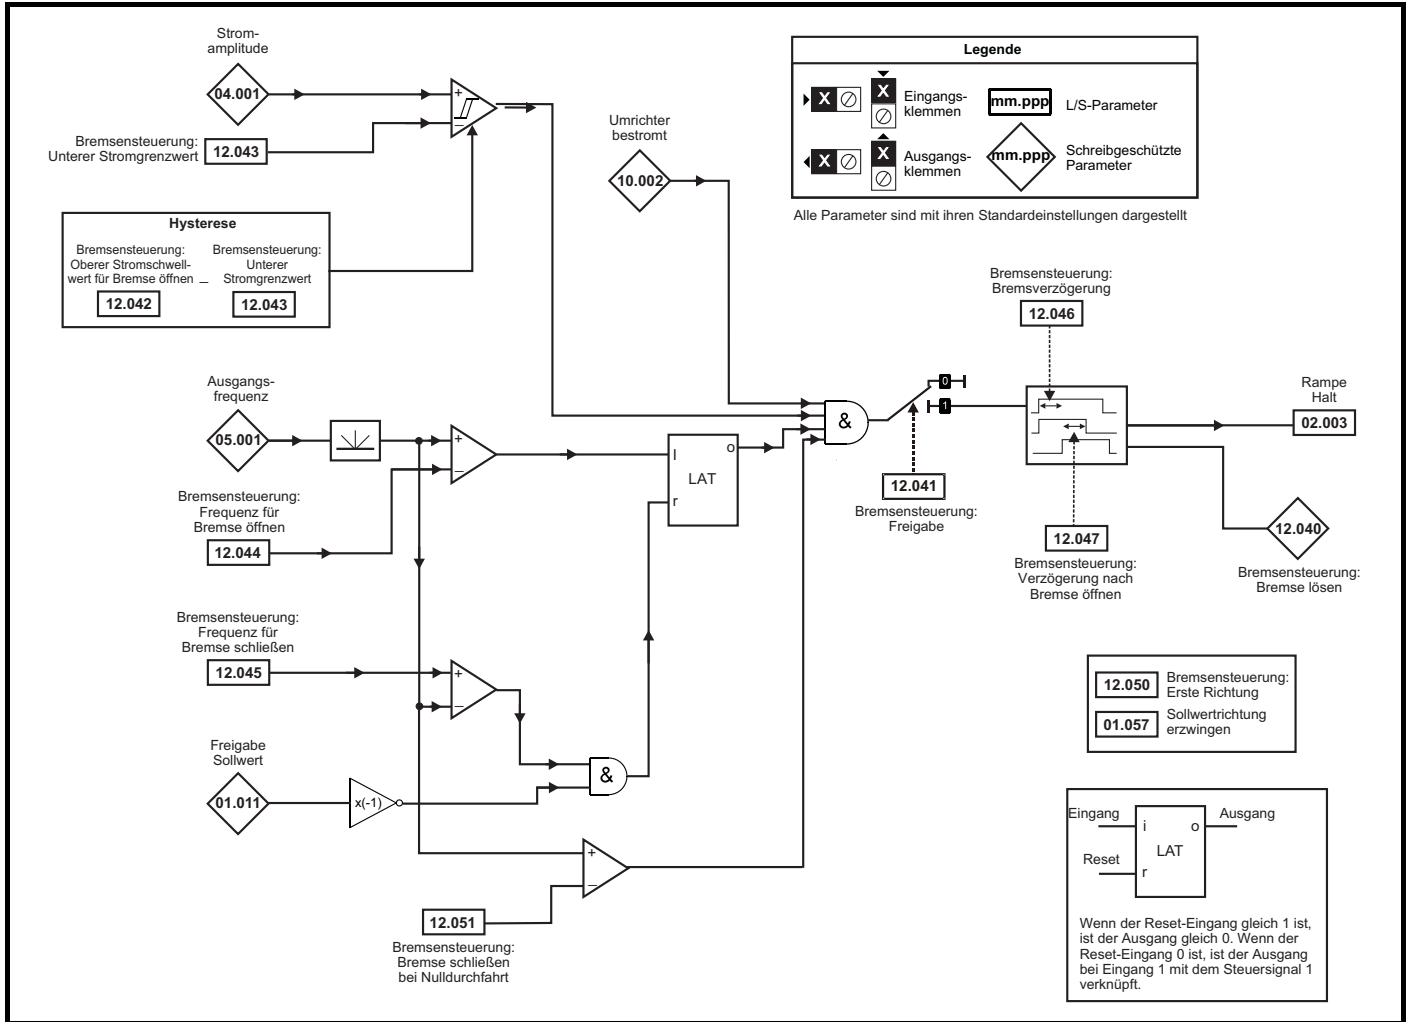 Strom-
amplitude
04.001
+
–
Bremsensteuerung:
Unterer Stromgrenzwert
12.043
Hysterese
Bremsensteuerung:
Oberer Stromschwell-
wert für Bremse öffnen
12.042
–
Bremsensteuerung:
Unterer
Stromgrenzwert
12.043
Umrichter
bestromt
10.002
Legende
X
X
Eingangs-
klemmen
mm.ppp
L/S-Parameter
X
X
Ausgangs-
klemmen
mm.ppp
Schreibgeschützte
Parameter
Alle Parameter sind mit ihren Standardeinstellungen dargestellt
Ausgangs-
frequenz
05.001
+
–
Bremsensteuerung:
Frequenz für
Bremse öffnen
12.044
I
o
LAT
r
&
0
1
12.041
Bremsensteuerung:
Freigabe
Bremsensteuerung:
Bremsverzögerung
12.046
12.047
Bremsensteuerung:
Verzögerung nach
Bremse öffnen
Rampe
Halt
02.003
12.040
Bremsensteuerung:
Bremse lösen
Bremsensteuerung:
Frequenz für
Bremse schließen
12.045
+
–
Freigabe
Sollwert
01.011
x(-1)
&
+
–
12.051
Bremsensteuerung:
Bremse schließen
bei Nulldurchfahrt
12.050
Bremsensteuerung:
Erste Richtung
01.057
Sollwertrichtung
erzwingen
Eingang
i
o
Ausgang
LAT
Reset
r
Wenn der Reset-Eingang gleich 1 ist,
ist der Ausgang gleich 0. Wenn der
Reset-Eingang 0 ist, ist der Ausgang
bei Eingang 1 mit dem Steuersignal 1
verknüpft.